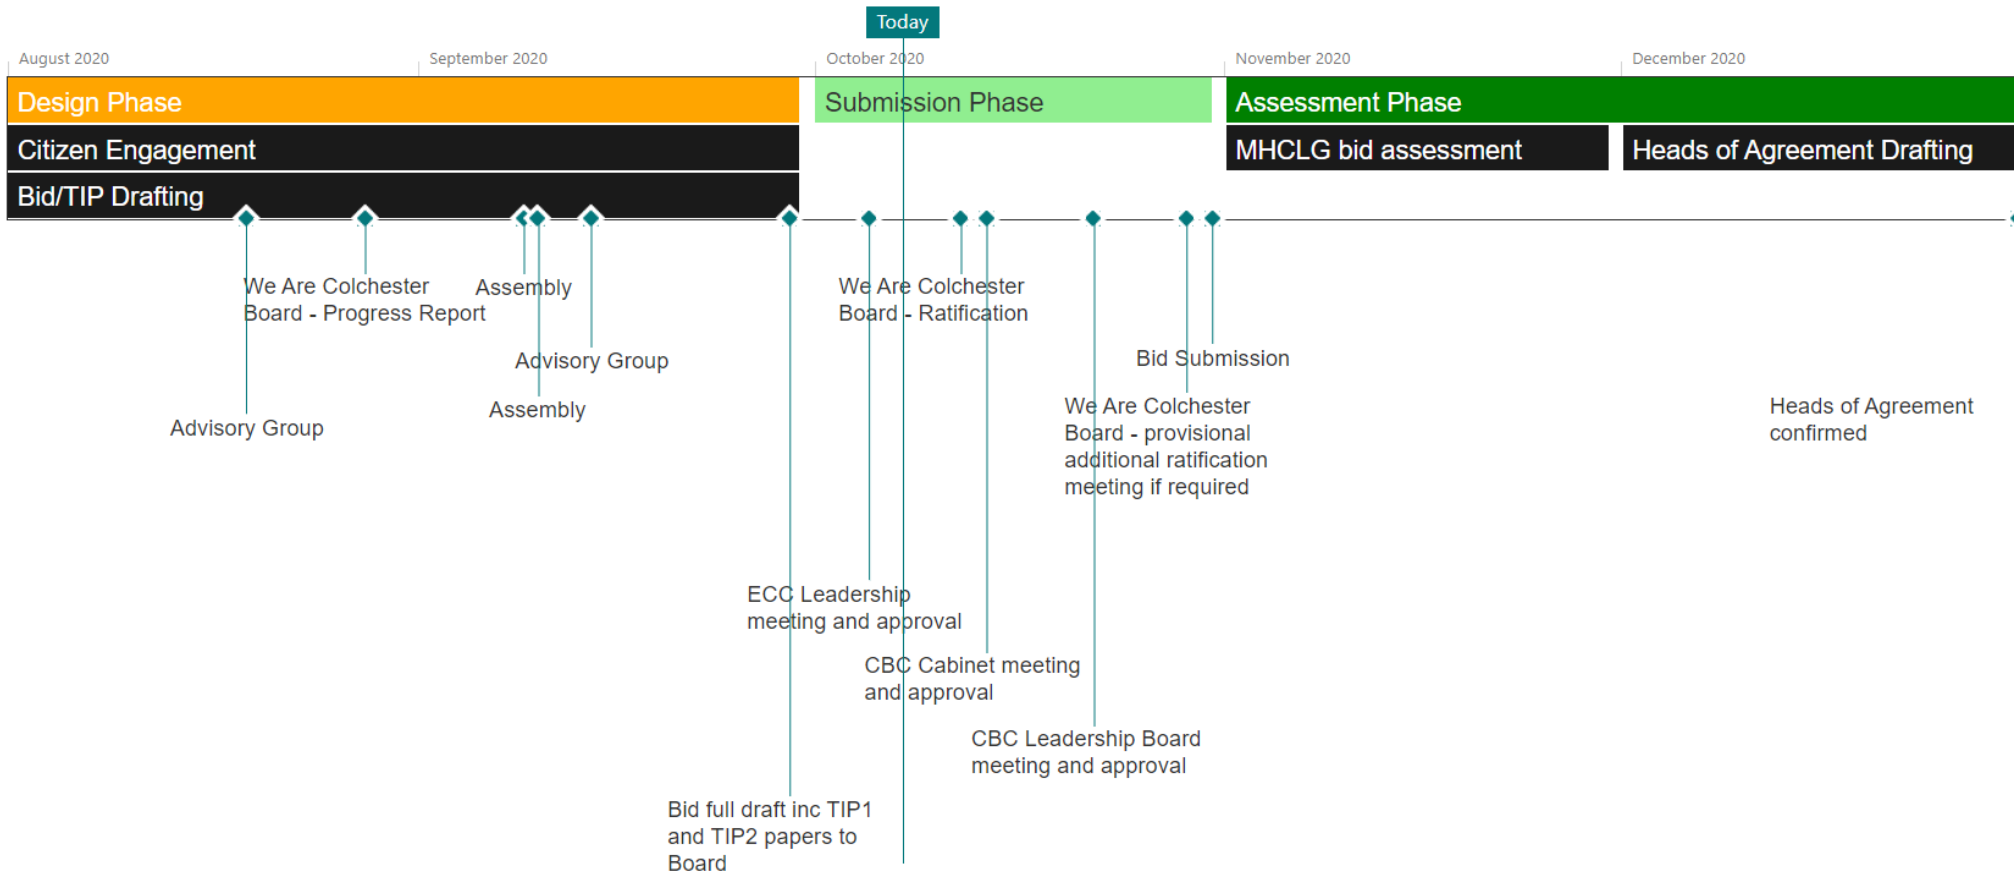 Today
August 2020
September 2020
October 2020
November 2020
December 2020
Design Phase
Submission Phase
Assessment Phase
Citizen Engagement
MHCLG bid assessment
Heads of Agreement Drafting
Bid/TIP Drafting
We Are Colchester
Board - Progress Report
Assembly
We Are Colchester
Board - Ratification
Advisory Group
Bid Submission
Assembly
Advisory Group
We Are Colchester
Board - provisional
additional ratification
meeting if required
Heads of Agreement
confirmed
ECC Leadership
meeting and approval
CBC Cabinet meeting
and approval
CBC Leadership Board
meeting and approval
Bid full draft inc TIP1
and TIP2 papers to
Board